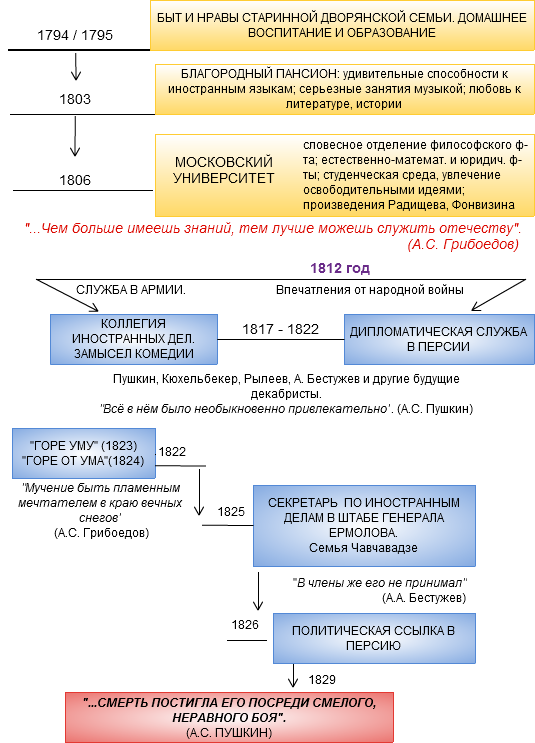 1794 / 1795
БЫТ И НРАВЫ СТАРИННОЙ ДВОРЯНСКОЙ СЕМЬИ. ДОМАШНЕЕ
ВОСПИТАНИЕ И ОБРАЗОВАНИЕ
БЛАГОРОДНЫЙ ПАНСИОН: удивительные способности к
иностранным языкам; серьезные занятия музыкой; любовь к
литературе, истории
1803
МОСКОВСКИЙ
УНИВЕРСИТЕТ
словесное отделение философского ф-
та; естественно-математ. и юридич. ф-
ты; студенческая среда, увлечение
освободительными идеями;
произведения Радищева, Фонвизина
1806
"...Чем больше имеешь знаний, тем лучше можешь служить отечеству".
(А.С. Грибоедов)
1812 год
СЛУЖБА В АРМИИ.
Впечатления от народной войны
КОЛЛЕГИЯ
ИНОСТРАННЫХ ДЕЛ.
ЗАМЫСЕЛ КОМЕДИИ
1817 - 1822
ДИПЛОМАТИЧЕСКАЯ СЛУЖБА
В ПЕРСИИ
Пушкин, Кюхельбекер, Рылеев, А. Бестужев и другие будущие
декабристы.
"Всё в нём было необыкновенно привлекательно". (А.С. Пушкин)
"ГОРЕ УМУ" (1823)
"ГОРЕ ОТ УМА"(1824)
1822
"Мучение быть пламенным
мечтателем в краю вечных
снегов"
(А.С. Грибоедов)
1825
СЕКРЕТАРЬ ПО ИНОСТРАННЫМ
ДЕЛАМ В ШТАБЕ ГЕНЕРАЛА
ЕРМОЛОВА.
Семья Чавчавадзе
"В члены же его не принимал"
(А.А. Бестужев)
1826
ПОЛИТИЧЕСКАЯ ССЫЛКА В
ПЕРСИЮ
1829
"...СМЕРТЬ ПОСТИГЛА ЕГО ПОСРЕДИ СМЕЛОГО,
НЕРАВНОГО БОЯ".
(А.С. ПУШКИН)